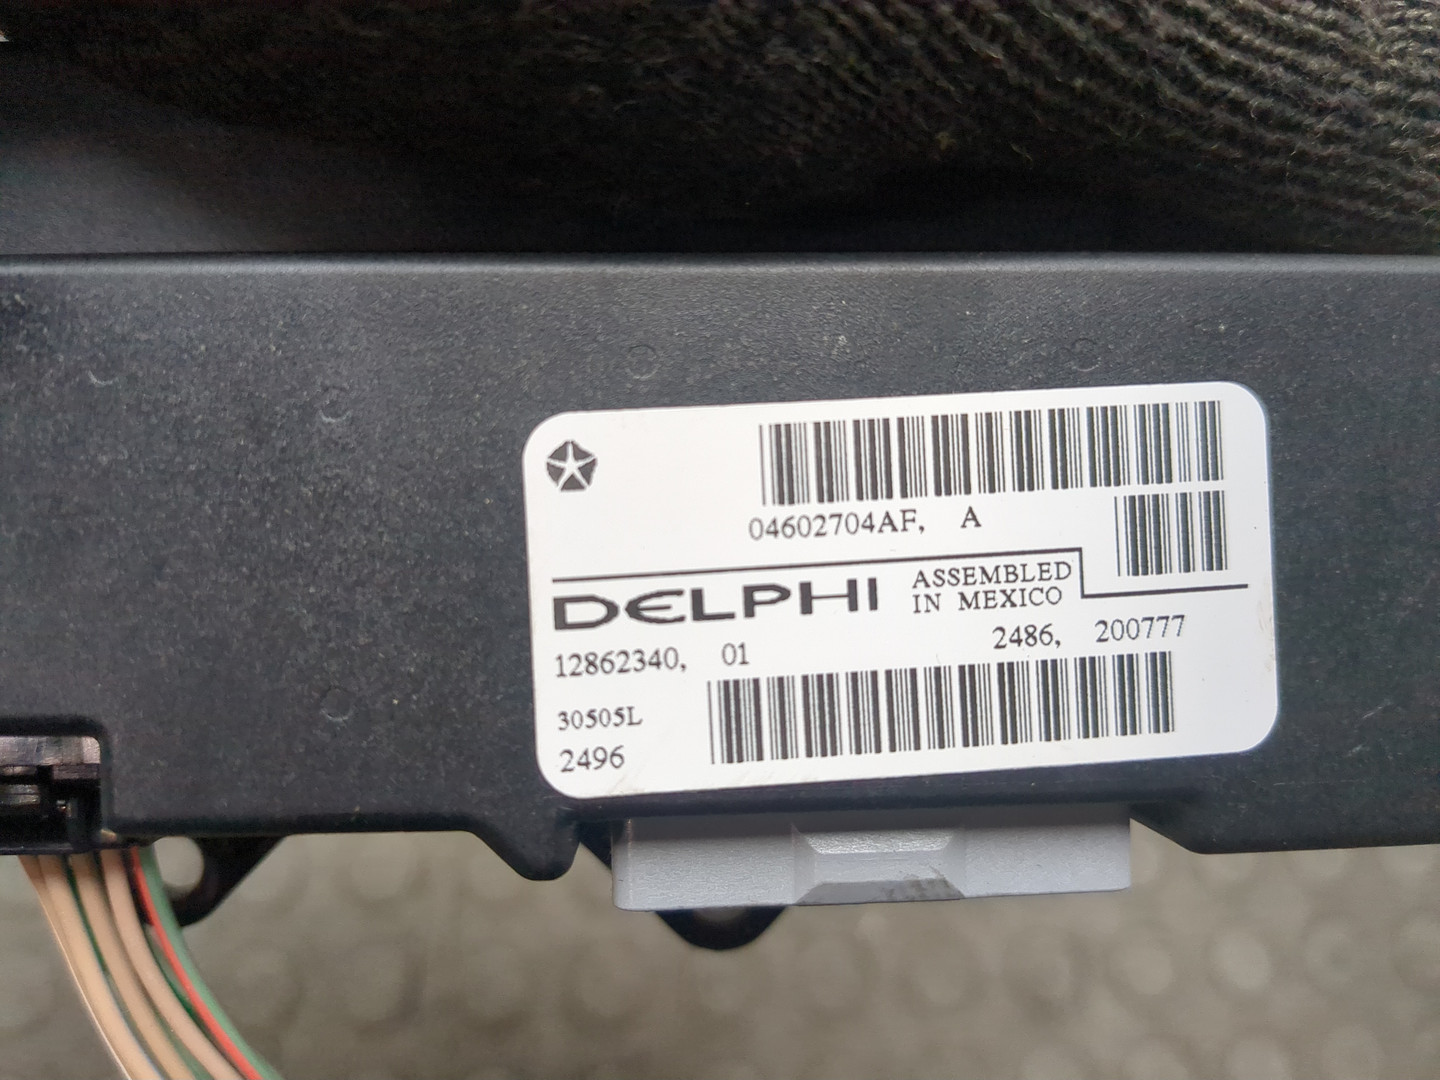 04602704AF, A
DELPHI
ASSEMBLED
IN MEXICO
12862340, 01
2486, 200777
30505L
2496